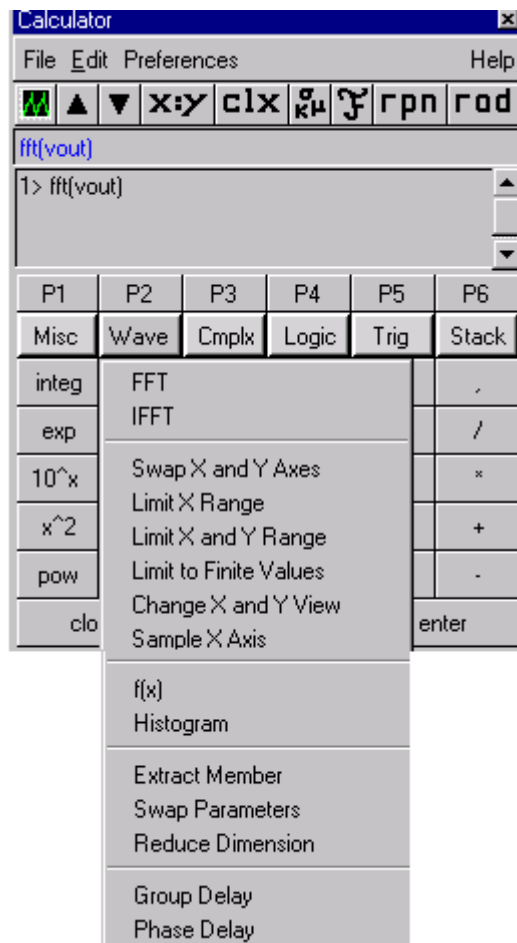 Calculator
File Edit Preferences Help
x:y clx rpn rad
fft(vout)
1> fft(vout)
P1 P2 P3 P4 P5 P6
Misc Wave Cmplx Logic Trig Stack
integ FFT ,
IFFT
exp /
10^x Swap X and Y Axes *
Limit X Range
x^2 Limit X and Y Range +
pow Limit to Finite Values -
Change X and Y View
clo enter
Sample X Axis
f(x)
Histogram
Extract Member
Swap Parameters
Reduce Dimension
Group Delay
Phase Delay